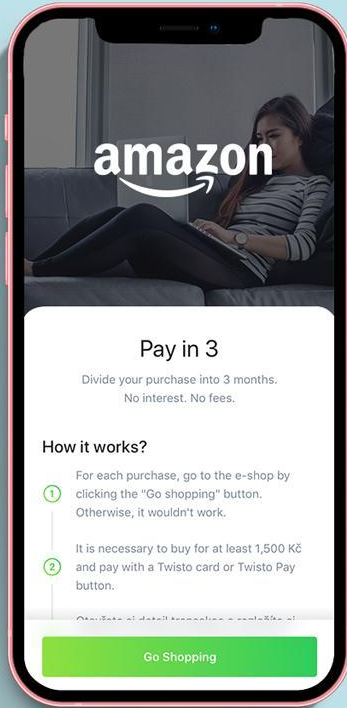 amazon
Pay in 3
Divide your purchase into 3 months.
No interest. No fees.
How it works?
For each purchase, go to the e-shop by
1 clicking the "Go shopping" button.
Otherwise, it wouldn't work.
It is necessary to buy for at least 1,500 Kč
2 and pay with a Twisto card or Twisto Pay
button.
Go Shopping